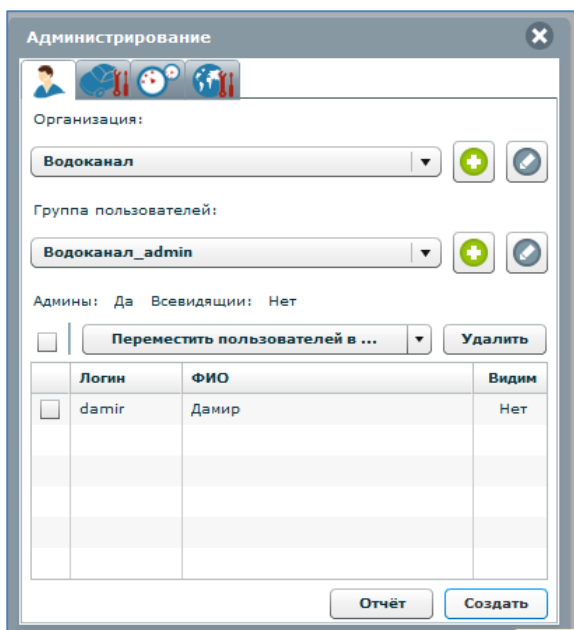 Администрирование
Организация:
Водоканал
Группа пользователей:
Водоканал_admin
Админы: Да Всевидящии: Нет
Переместить пользователей в ... Удалить
Логин ФИО Видим
damir Дамир Нет
Отчёт Создать